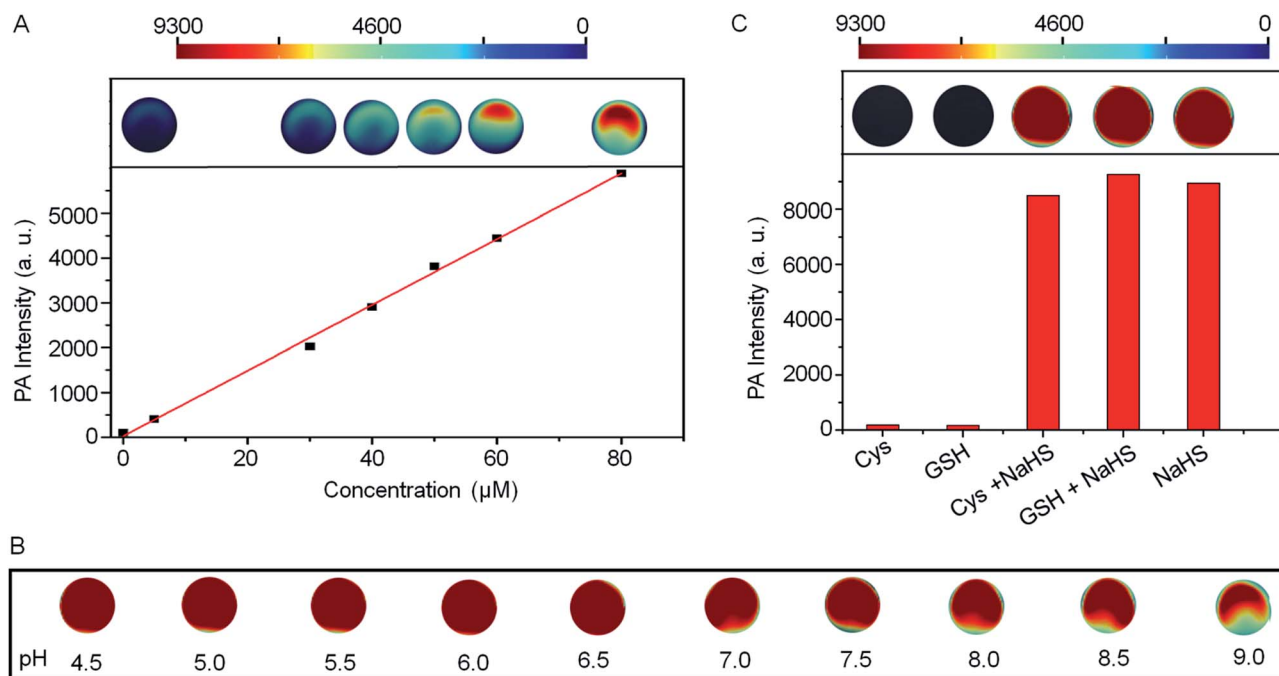 A
9300 4600 0
5000
4000
3000
2000
1000
0
PA Intensity (a. u.)
0 20 40 60 80
Concentration (μM)
C
9300 4600 0
8000
6000
4000
2000
0
PA Intensity (a. u.)
Cys GSH Cys +NaHS GSH + NaHS NaHS
B
pH 4.5 5.0 5.5 6.0 6.5 7.0 7.5 8.0 8.5 9.0